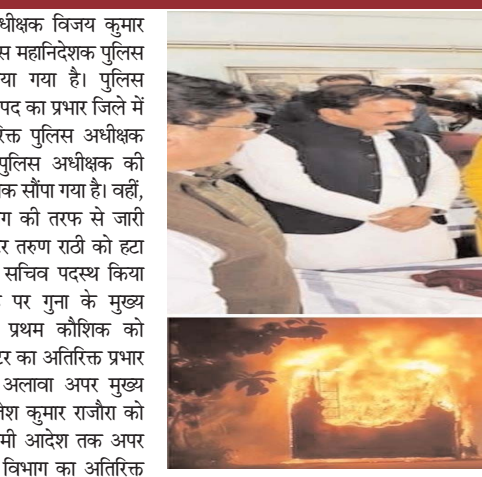 धीक्षक विजय कुमार
स महानिदेशक पुलिस
या गया है। पुलिस
पद का प्रभार जिले में
रिक्त पुलिस अधीक्षक
पुलिस अधीक्षक की
क सौंपा गया है। वहीं,
ग की तरफ से जारी
र तरुण राठी को हटा
सचिव पदस्थ किया
पर गुना के मुख्य
प्रथम कौशिक को
टर का अतिरिक्त प्रभार
अलावा अपर मुख्य
ेश कुमार राजौरा को
मी आदेश तक अपर
विभाग का अतिरिक्त